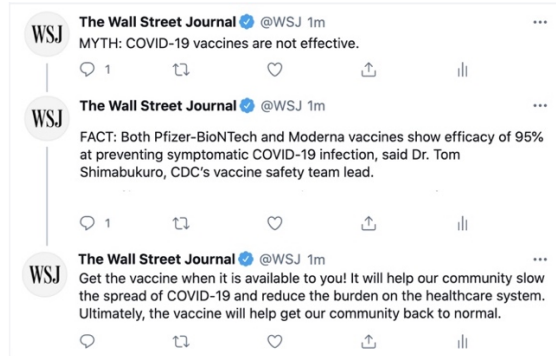 WSJ The Wall Street Journal @WSJ 1m
MYTH: COVID-19 vaccines are not effective.
1
WSJ The Wall Street Journal @WSJ 1m
FACT: Both Pfizer-BioNTech and Moderna vaccines show efficacy of 95%
at preventing symptomatic COVID-19 infection, said Dr. Tom
Shimabukuro, CDC’s vaccine safety team lead.
1
WSJ The Wall Street Journal @WSJ 1m
Get the vaccine when it is available to you! It will help our community slow
the spread of COVID-19 and reduce the burden on the healthcare system.
Ultimately, the vaccine will help get our community back to normal.